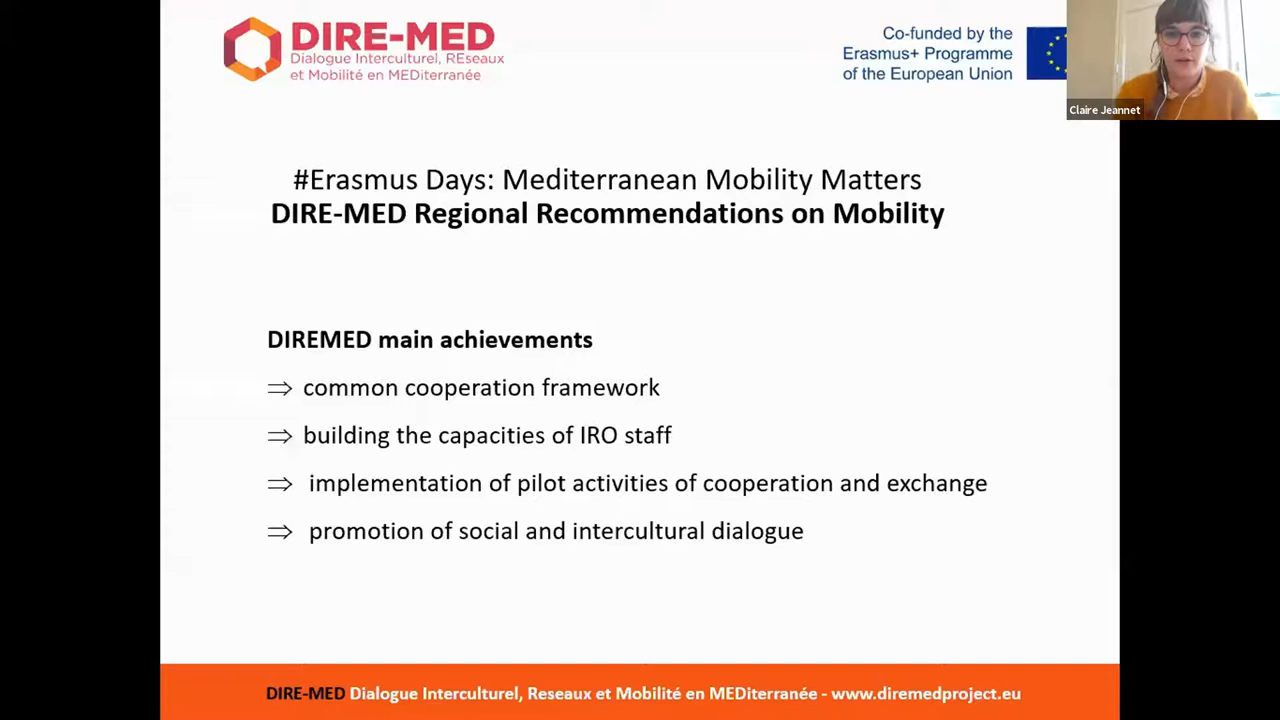 DIRE-MED
Dialogue Interculturel, REseaux
et Mobilité en MEDiterranée
Co-funded by the
Erasmus+ Programme
of the European Union
Claire Jeannet
#Erasmus Days: Mediterranean Mobility Matters
DIRE-MED Regional Recommendations on Mobility
DIREMED main achievements
⇒ common cooperation framework
⇒ building the capacities of IRO staff
⇒ implementation of pilot activities of cooperation and exchange
⇒ promotion of social and intercultural dialogue
DIRE-MED Dialogue Interculturel, Reseaux et Mobilité en MEDiterranée - www.diremedproject.eu